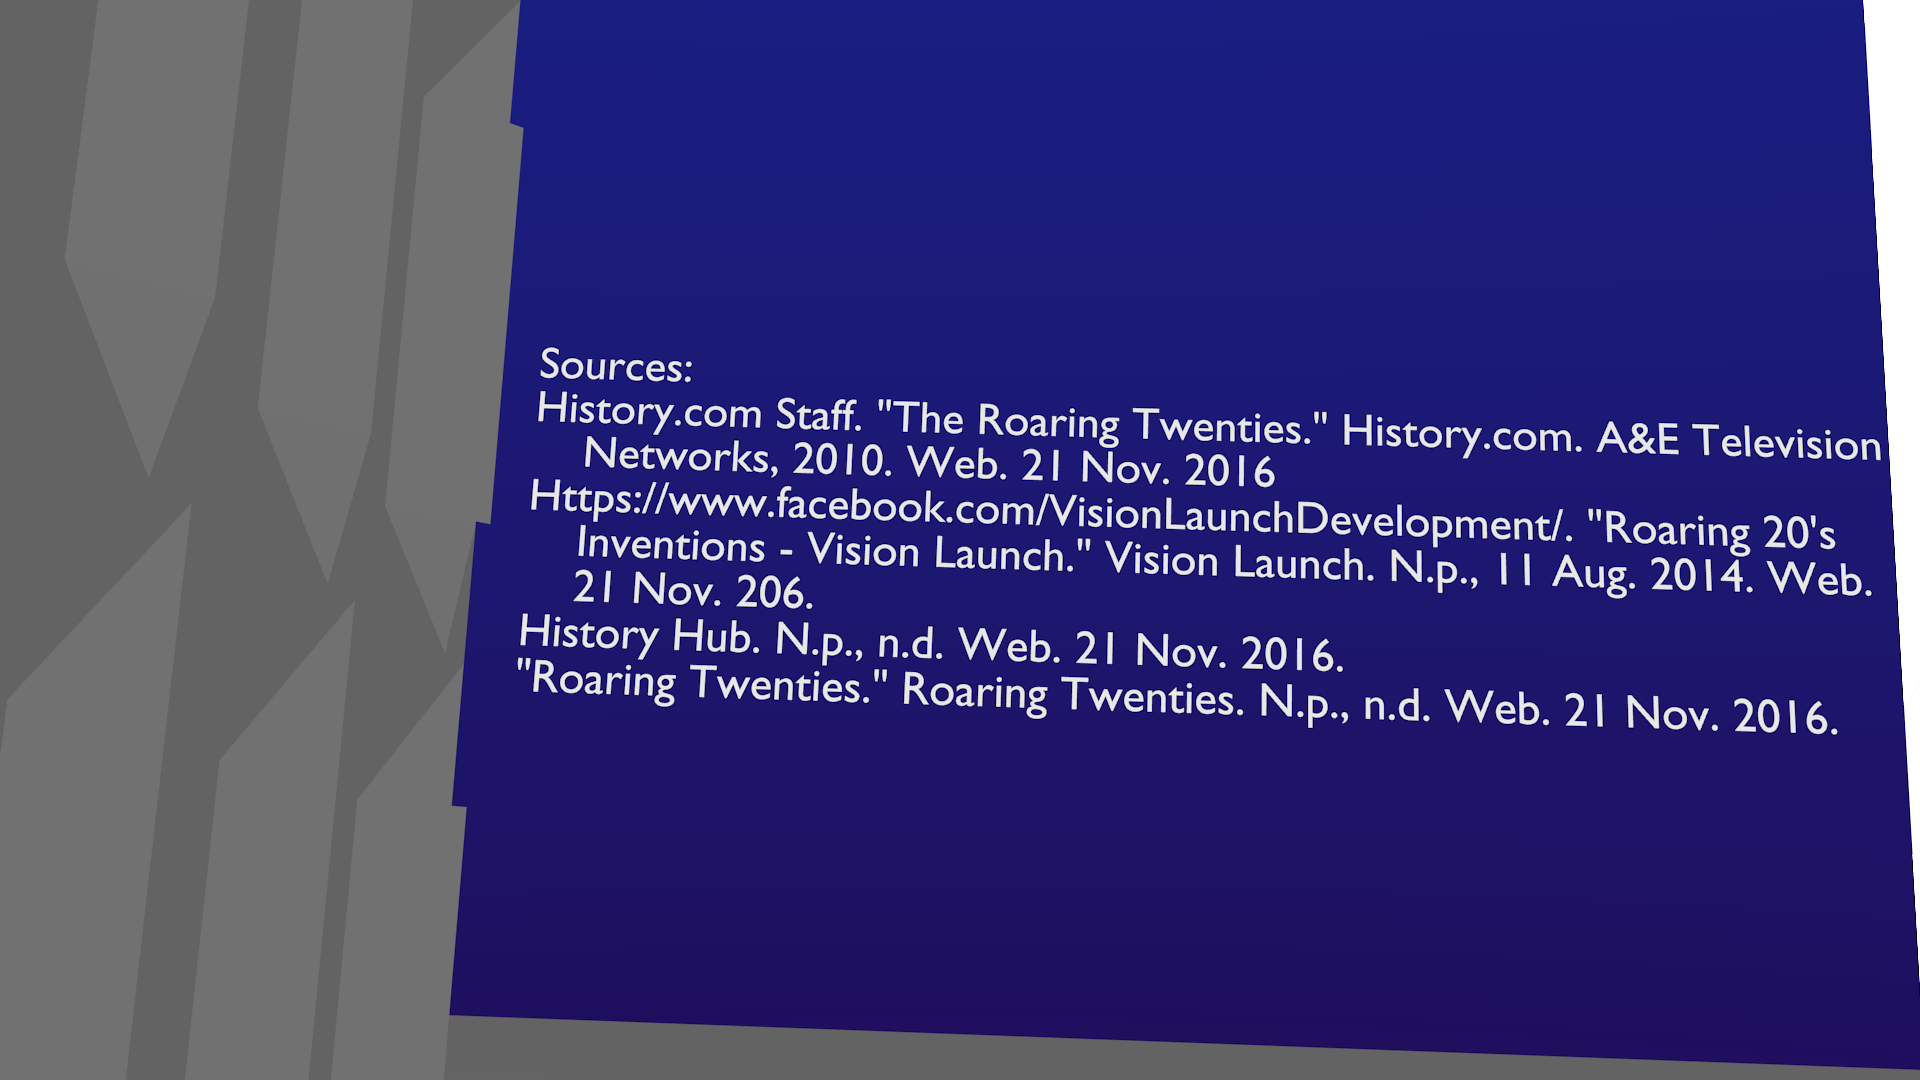 Sources:
History.com Staff. "The Roaring Twenties." History.com. A&E Television
Networks, 2010. Web. 21 Nov. 2016
Https://www.facebook.com/VisionLaunchDevelopment/. "Roaring 20's
Inventions - Vision Launch." Vision Launch. N.p., 11 Aug. 2014. Web.
21 Nov. 206.
History Hub. N.p., n.d. Web. 21 Nov. 2016.
"Roaring Twenties." Roaring Twenties. N.p., n.d. Web. 21 Nov. 2016.